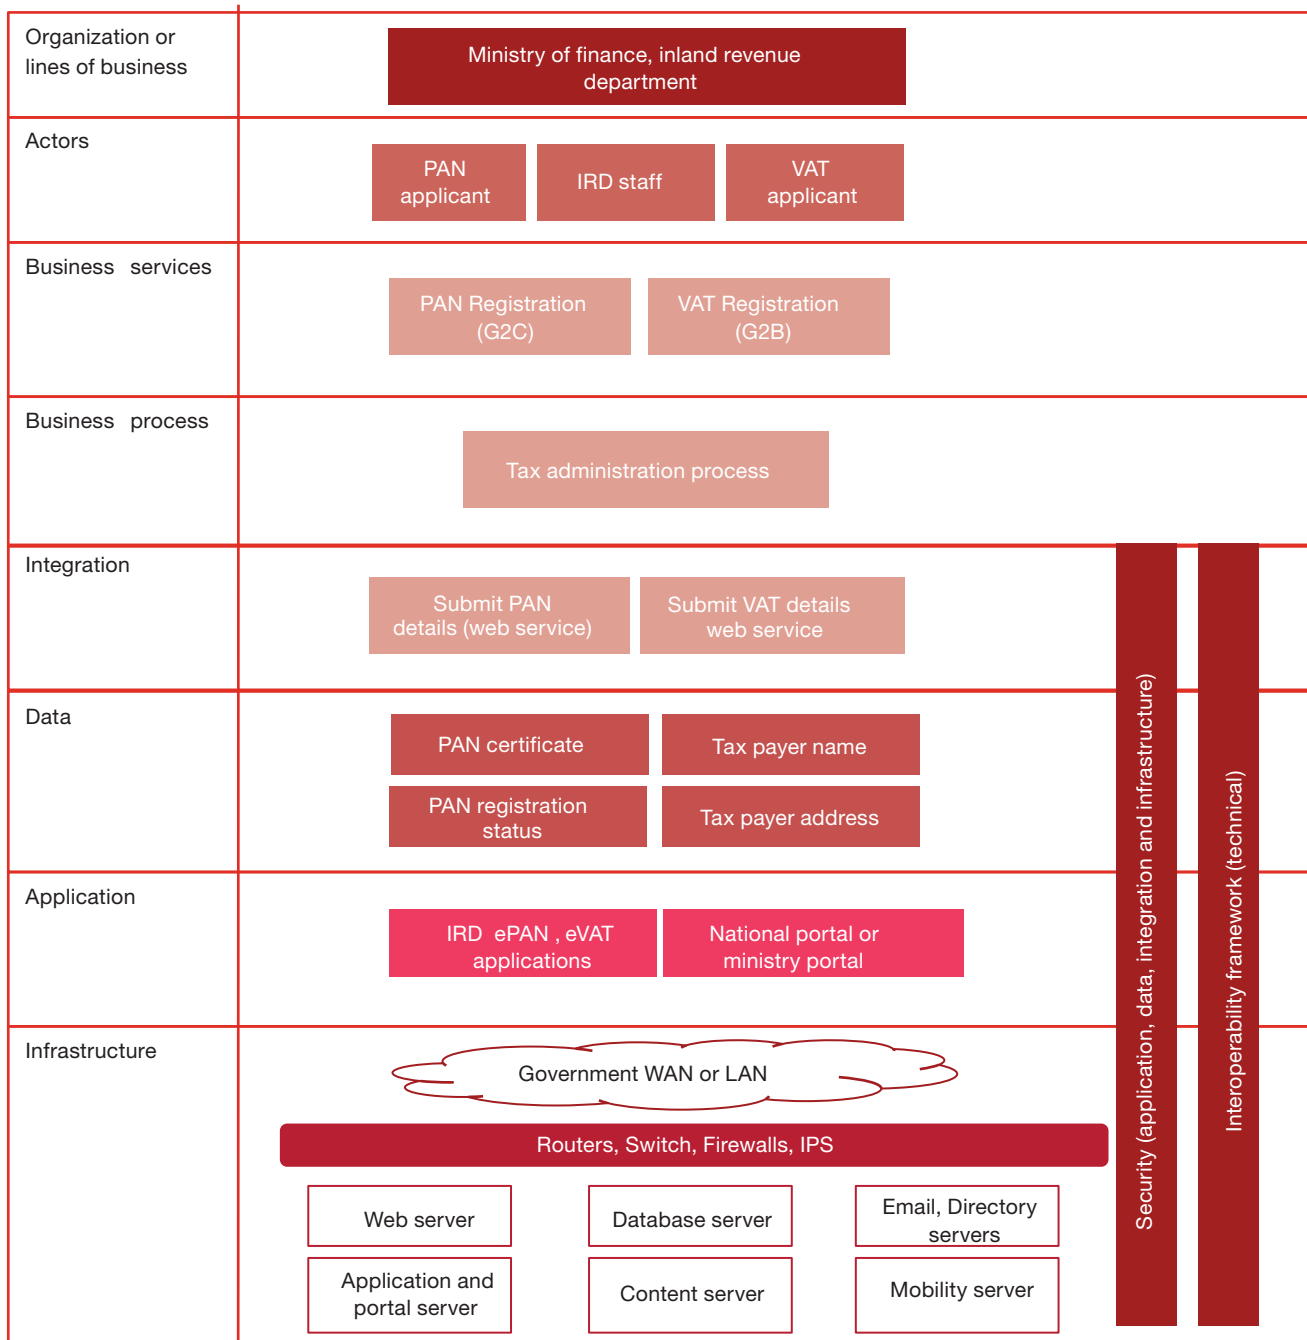 Organization or
lines of business
Ministry of finance, inland revenue
department
Actors
PAN
applicant
IRD staff
VAT
applicant
Business services
PAN Registration
(G2C)
VAT Registration
(G2B)
Business process
Tax administration process
Integration
Submit PAN
details (web service)
Submit VAT details
web service
Data
PAN certificate
Tax payer name
PAN registration
status
Tax payer address
Application
IRD ePAN , eVAT
applications
National portal or
ministry portal
Infrastructure
Government WAN or LAN
Routers, Switch, Firewalls, IPS
Web server
Database server
Email, Directory
servers
Application and
portal server
Content server
Mobility server
Security (application, data, integration and infrastructure)
Interoperability framework (technical)